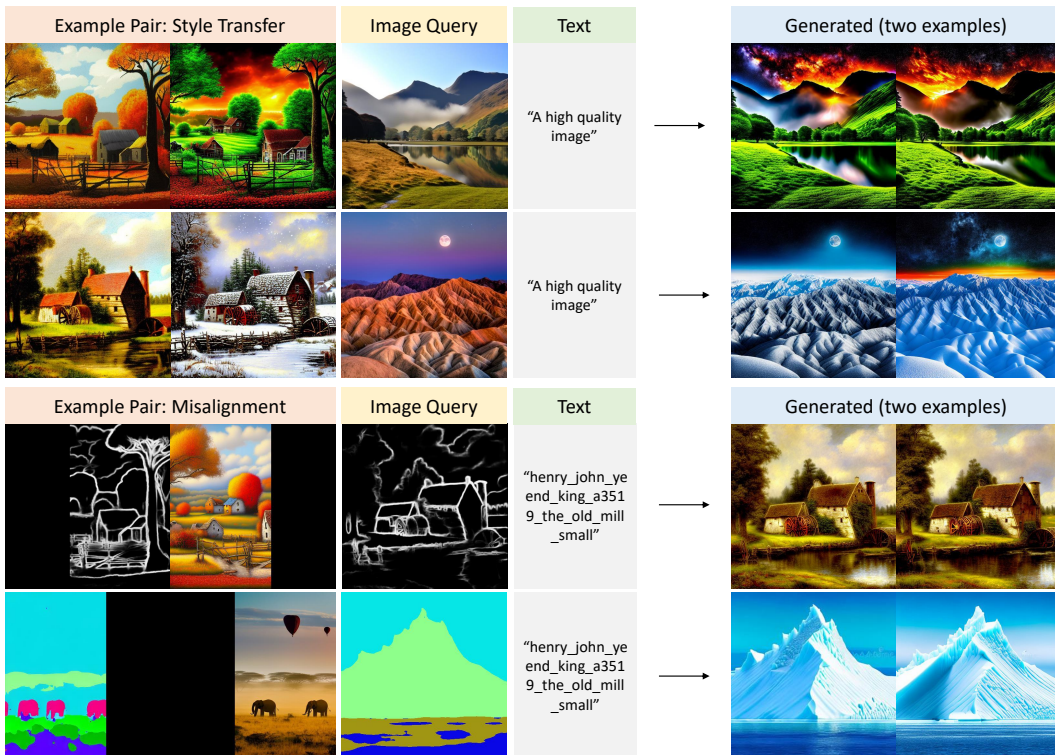 Example Pair: Style Transfer
Image Query
Text
Generated (two examples)
“A high quality
image”
“A high quality
image”
Example Pair: Misalignment
Image Query
Text
Generated (two examples)
“henry_john_ye
end_king_a351
9_the_old_mill
_small”
“henry_john_ye
end_king_a351
9_the_old_mill
_small”